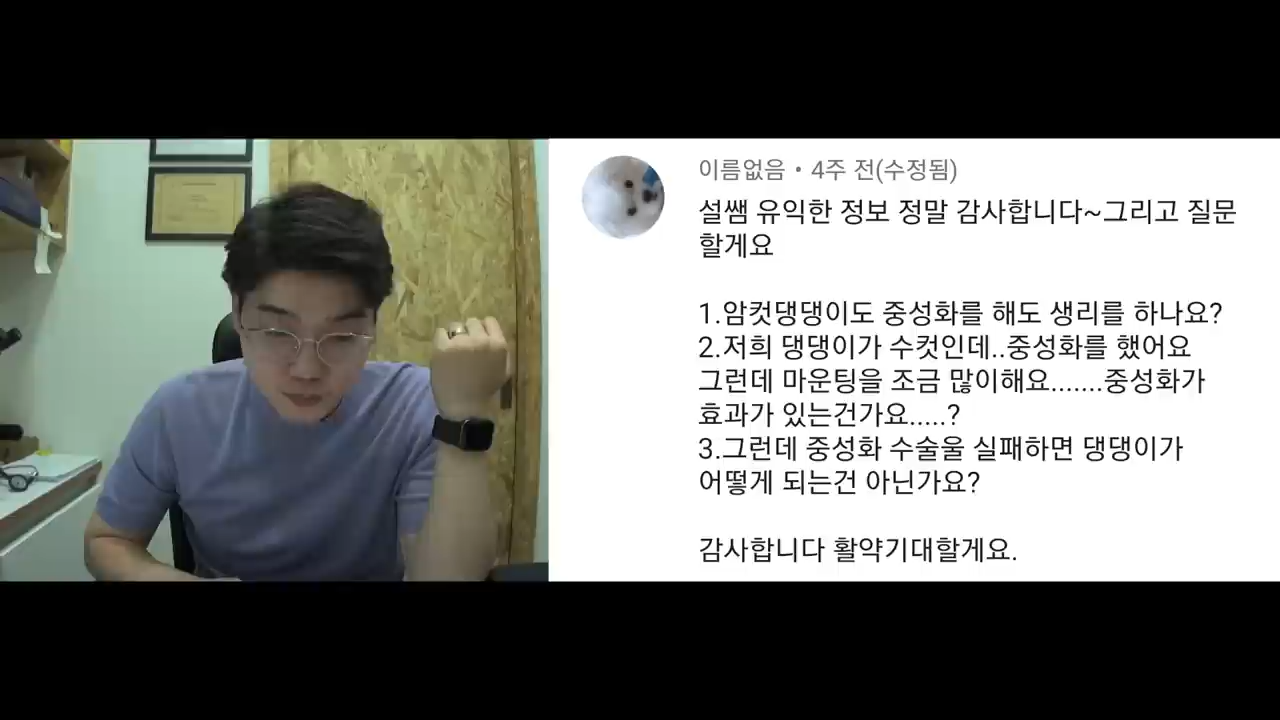 이름없음 • 4주 전(수정됨)
설쌤 유익한 정보 정말 감사합니다~그리고 질문
할게요
1.암컷댕댕이도 중성화를 해도 생리를 하나요?
2.저희 댕댕이가 수컷인데..중성화를 했어요
그런데 마운팅을 조금 많이해요.......중성화가
효과가 있는건가요.....?
3.그런데 중성화 수술울 실패하면 댕댕이가
어떻게 되는건 아닌가요?
감사합니다 활약기대할게요.